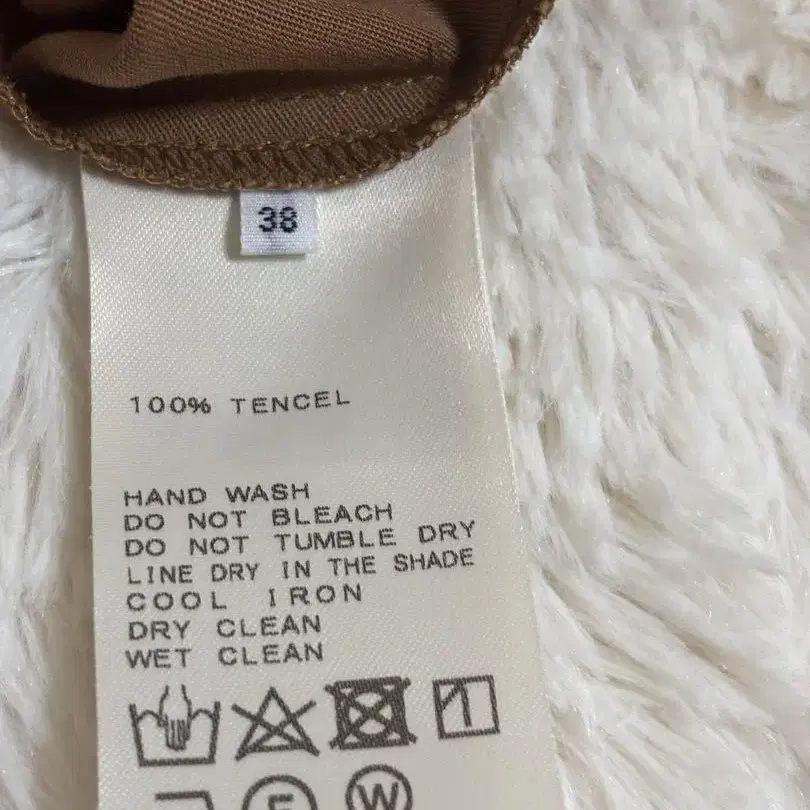 38
100% TENCEL
HAND WASH
DO NOT BLEACH
DO NOT TUMBLE DRY
LINE DRY IN THE SHADE
COOL IRON
DRY CLEAN
WET CLEAN
W